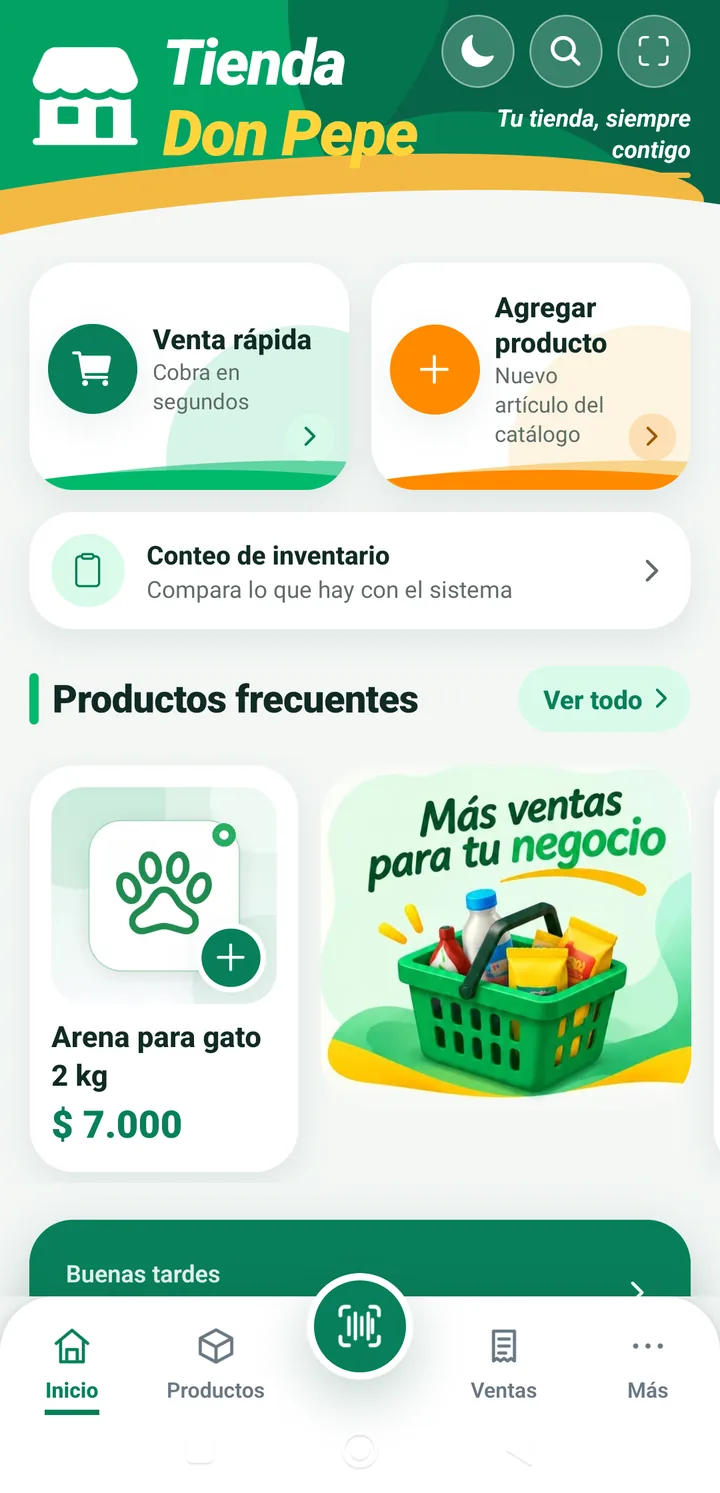 Tienda
Don Pepe
Tu tienda, siempre
contigo
Venta rápida
Cobra en
segundos
Agregar
producto
Nuevo
artículo del
catálogo
Conteo de inventario
Compara lo que hay con el sistema
Productos frecuentes
Ver todo
Más ventas
para tu negocio
Arena para gato
2 kg
$ 7.000
Buenas tardes
Inicio
Productos
Ventas
Más